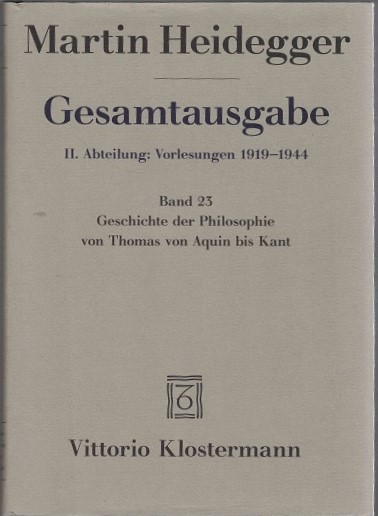 Martin Heidegger
Gesamtausgabe
II. Abteilung: Vorlesungen 1919–1944
Band 23
Geschichte der Philosophie
von Thomas von Aquin bis Kant
Vittorio Klostermann